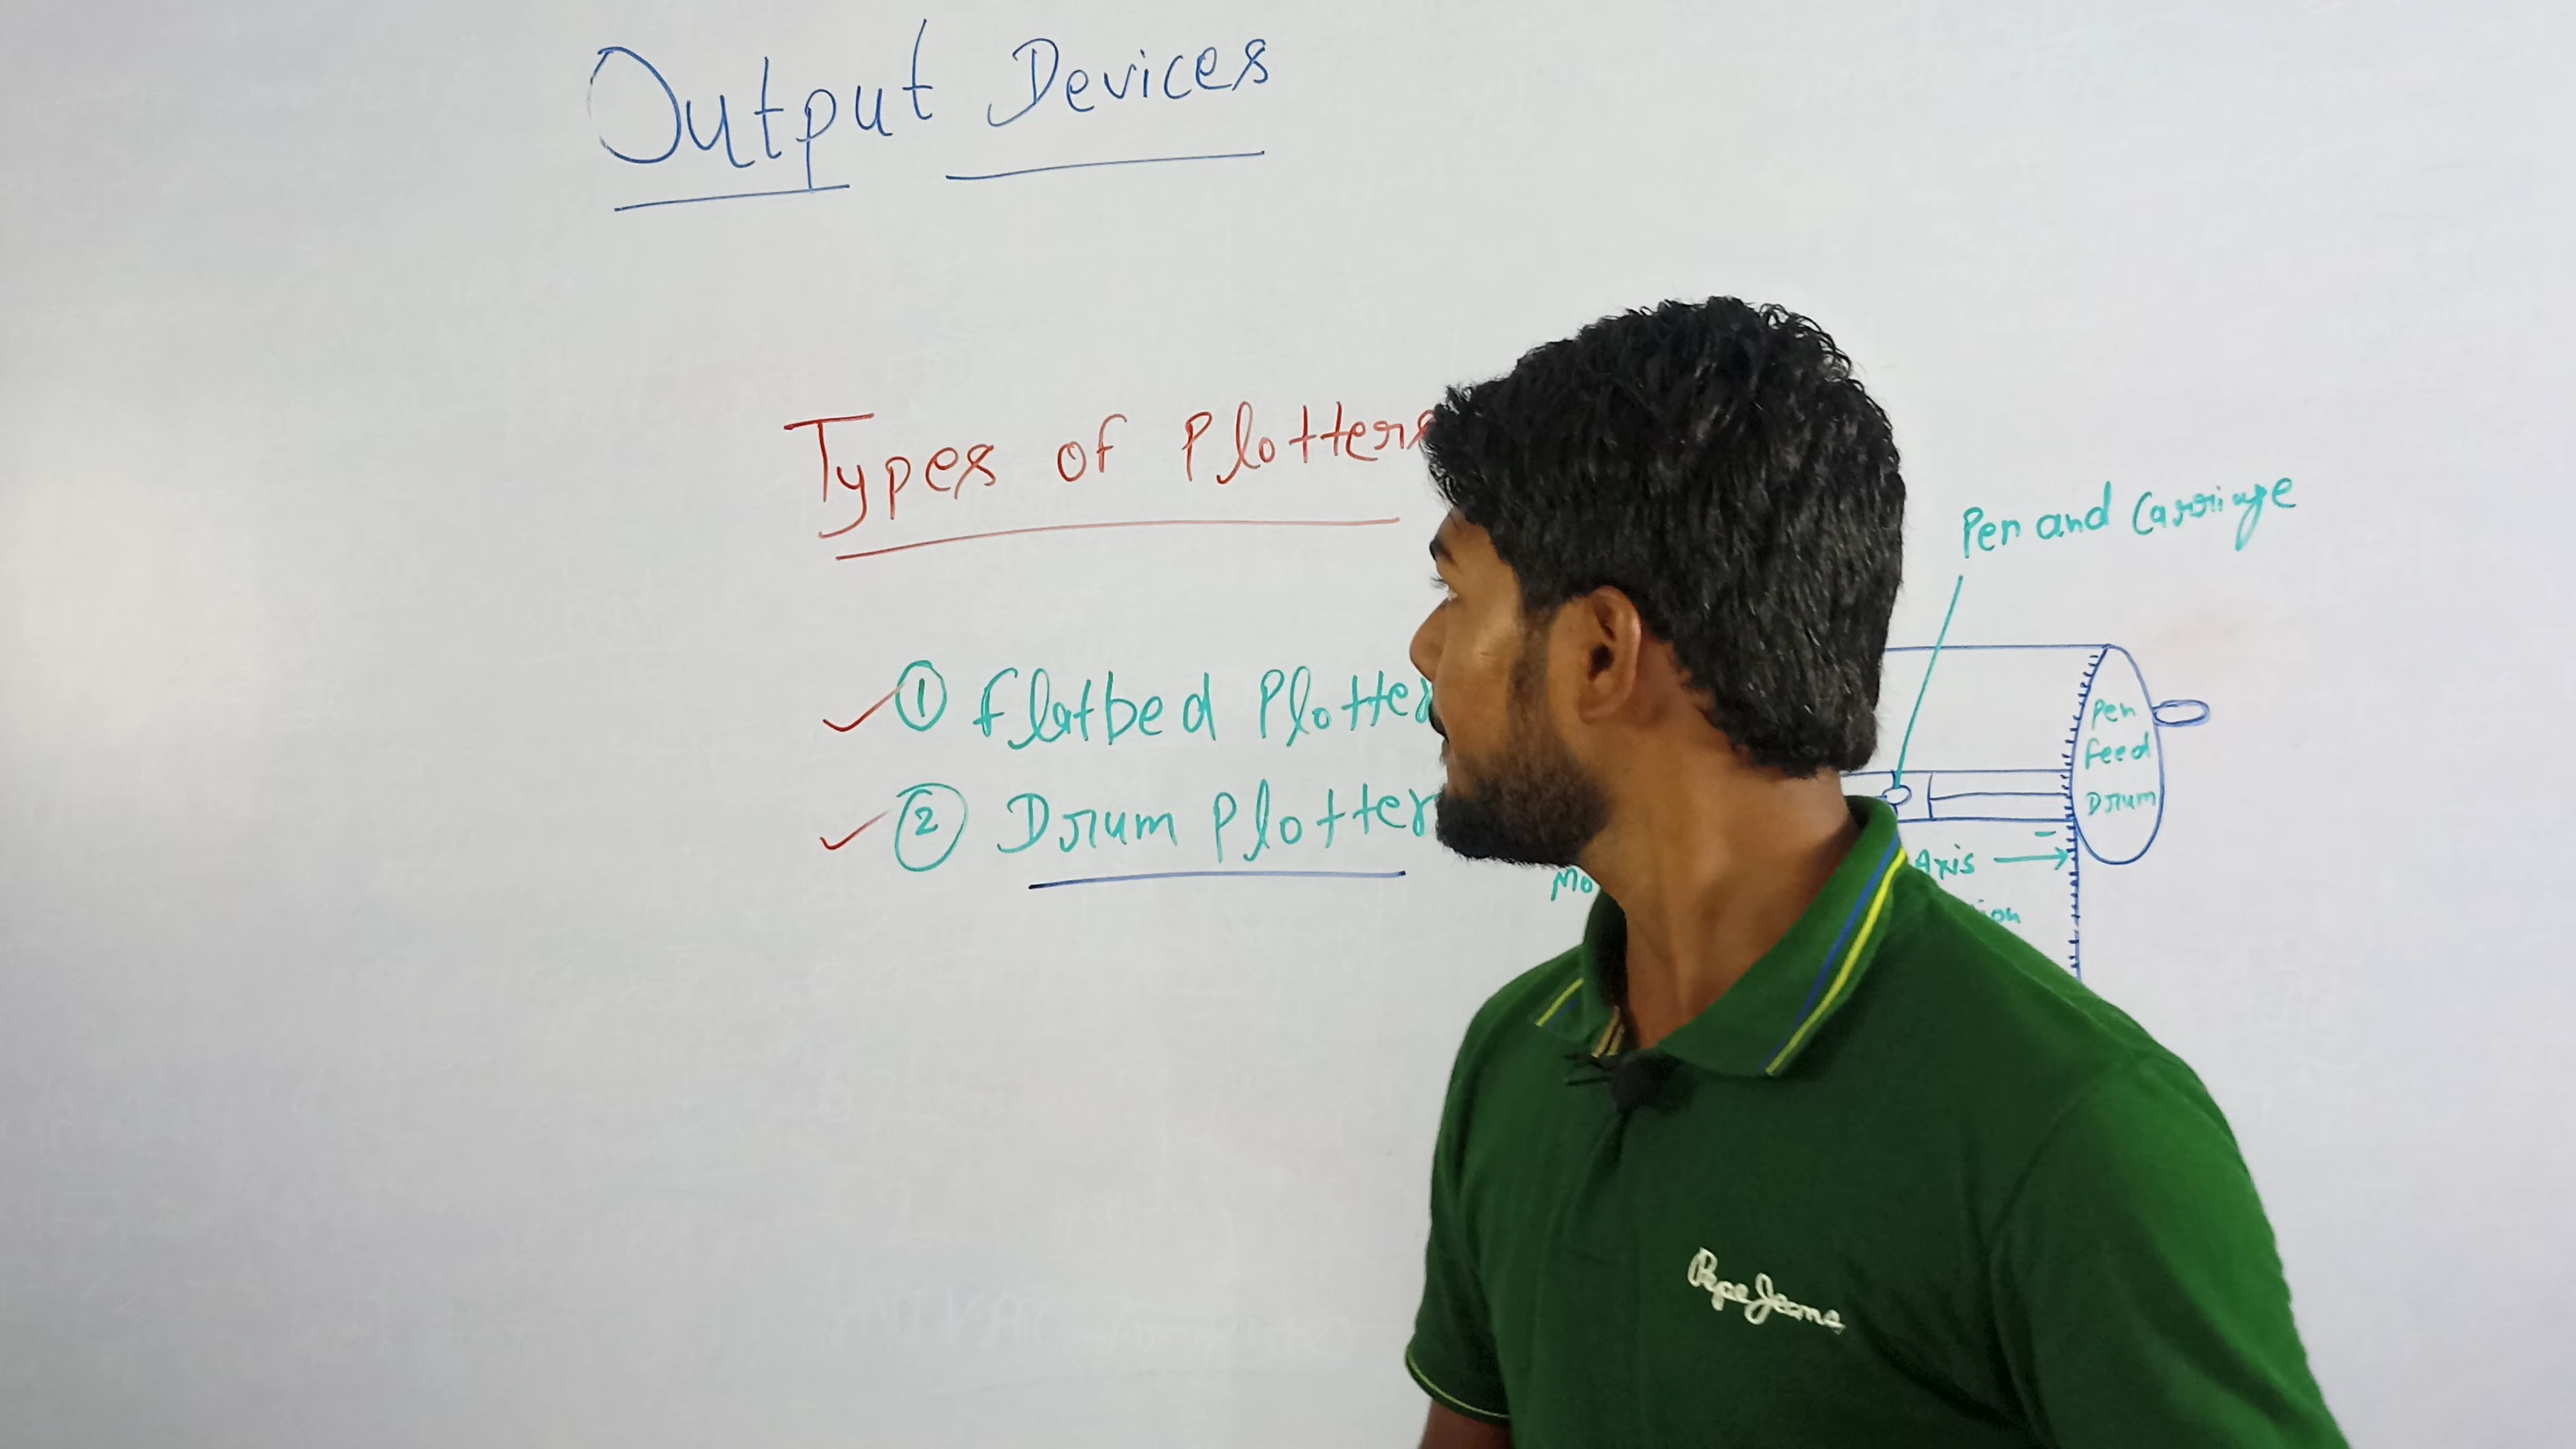 Output Devices
Types of Plotters
① Flatbed Plotter
② Drum Plotter
Pen and Carriage
Pen
Feed
Drum
Axis
Pepe Jeans